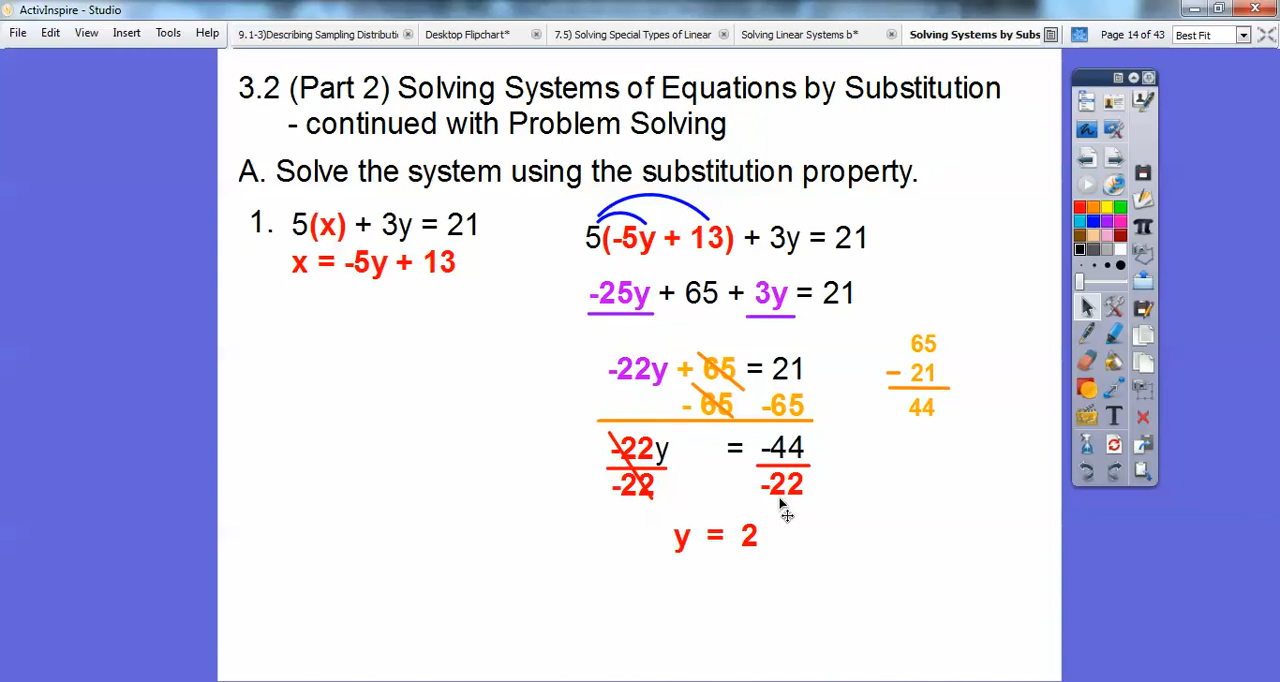 ActivInspire - Studio
File Edit View Insert Tools Help
9.1-3)Describing Sampling Distributi Desktop Flipchart* 7.5) Solving Special Types of Linear Solving Linear Systems b* Solving Systems by Subs Page 14 of 43 Best Fit
3.2 (Part 2) Solving Systems of Equations by Substitution
- continued with Problem Solving
A. Solve the system using the substitution property.
1. 5(x) + 3y = 21
x = -5y + 13
5(-5y + 13) + 3y = 21
-25y + 65 + 3y = 21
-22y + 65 = 21
- 65 -65
-22y = -44
-22 -22
y = 2
65
- 21
44